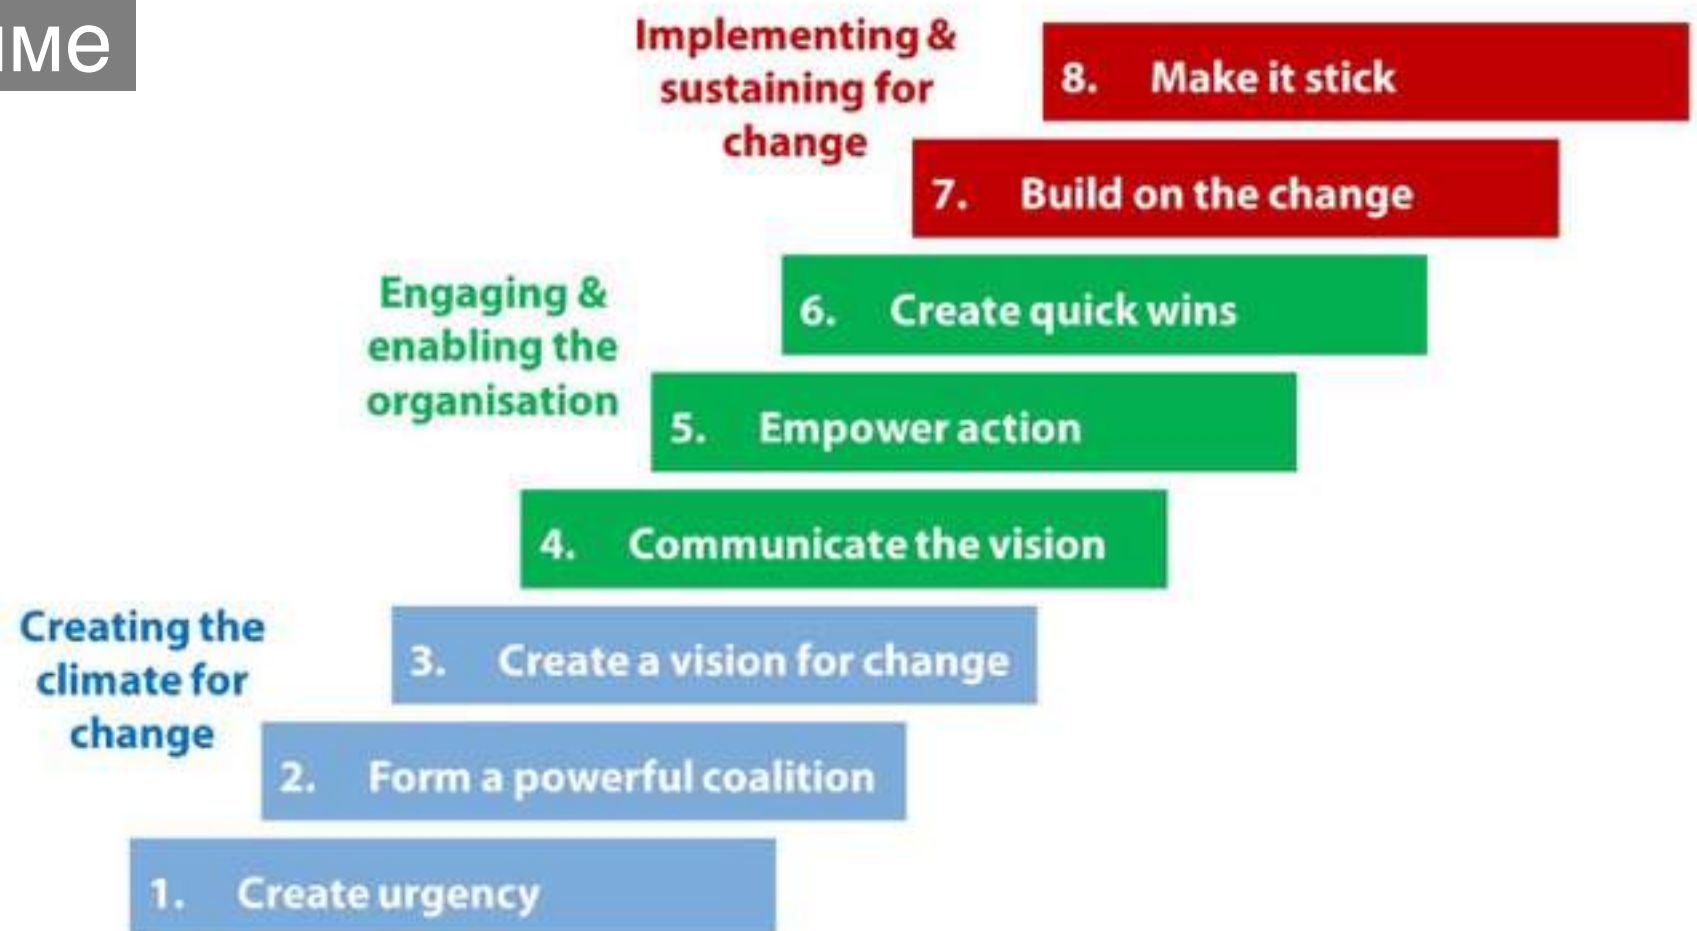 Implementing &
sustaining for
change
8. Make it stick
7. Build on the change
Engaging &
enabling the
organisation
6. Create quick wins
5. Empower action
4. Communicate the vision
Creating the
climate for
change
3. Create a vision for change
2. Form a powerful coalition
1. Create urgency